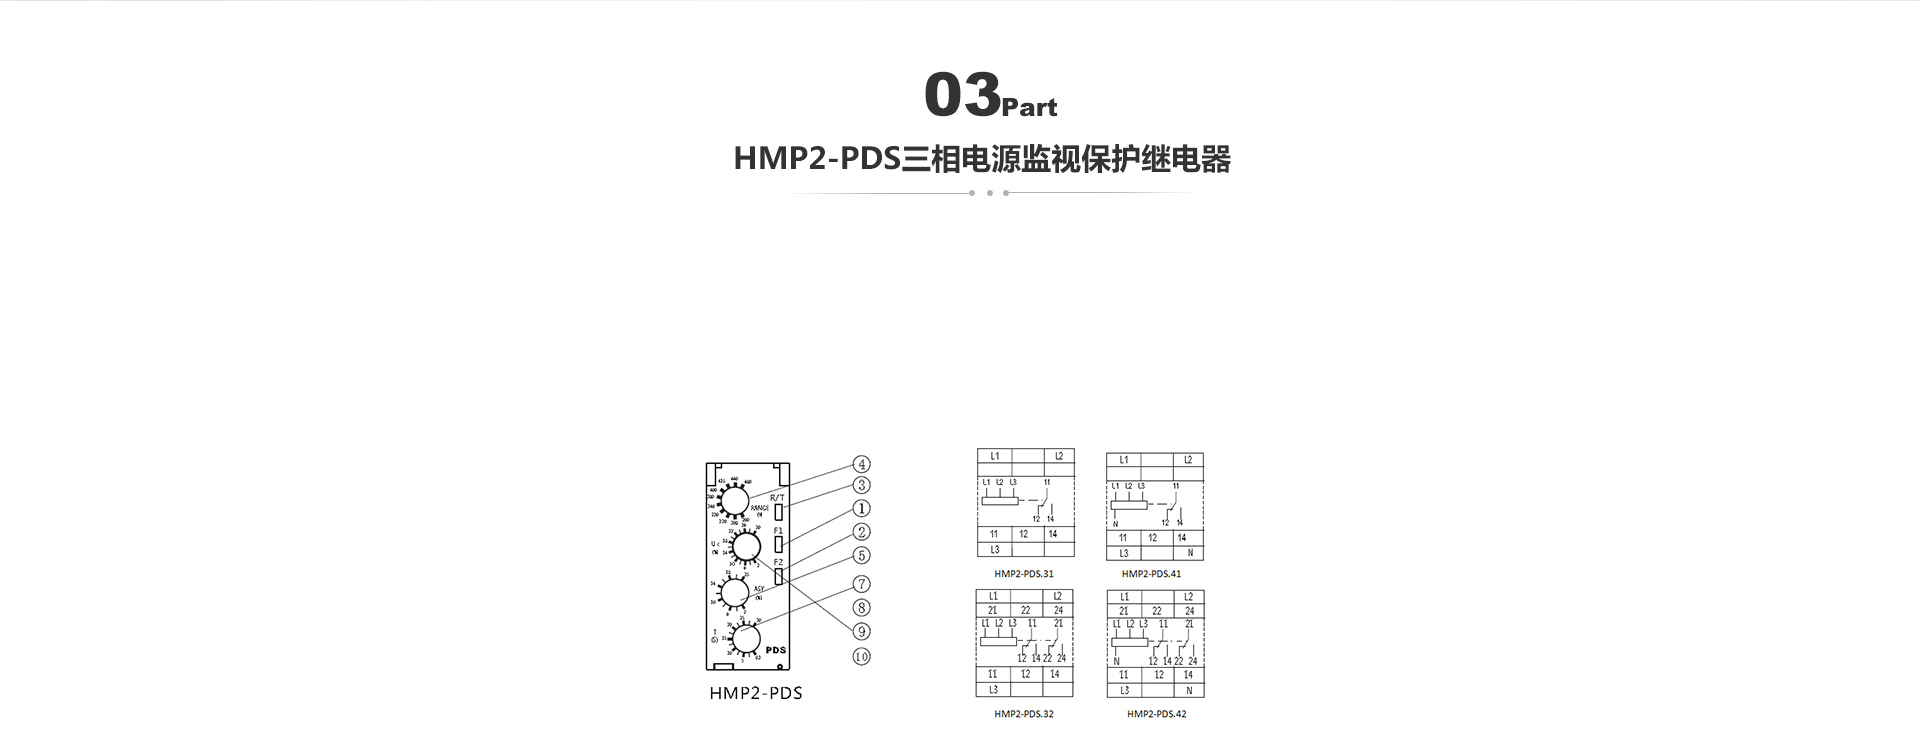 03Part
HMP2-PDS三相电源监视保护继电器
④
③
①
②
⑤
⑦
⑧
⑨
⑩
R/T
RANGE
F1
F2
ASY
PDS
HMP2-PDS
L1 L2
L1 L2 L3 11
12 14
11 12 14
L3
HMP2-PDS.31
L1 L2
L1 L2 L3 11
N 12 14
11 12 14
L3 N
HMP2-PDS.41
L1 L2
21 22 24
L1 L2 L3 11 21
12 14 22 24
11 12 14
L3
HMP2-PDS.32
L1 L2
21 22 24
L1 L2 L3 11 21
N 12 14 22 24
11 12 14
L3 N
HMP2-PDS.42